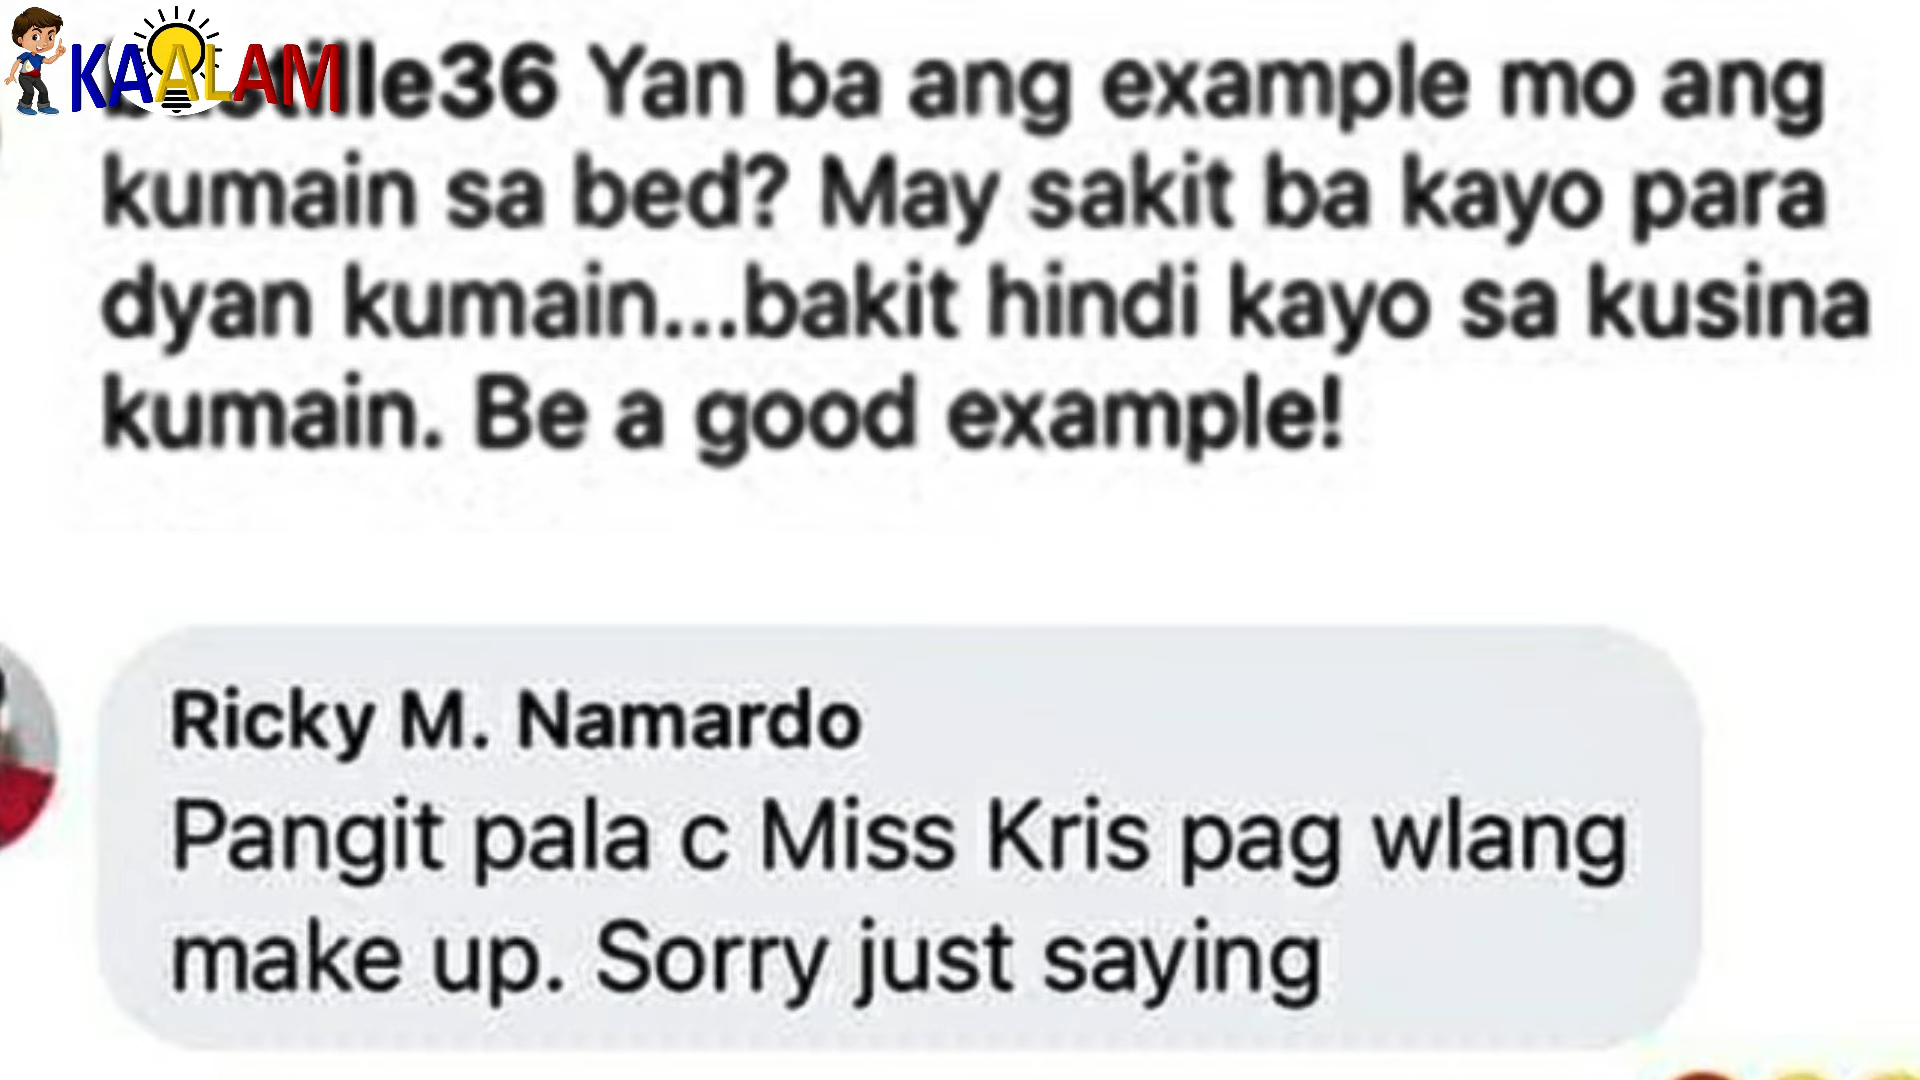 KAALAM
Yan ba ang example mo ang
kumain sa bed? May sakit ba kayo para
dyan kumain...bakit hindi kayo sa kusina
kumain. Be a good example!
Ricky M. Namardo
Pangit pala c Miss Kris pag wlang
make up. Sorry just saying